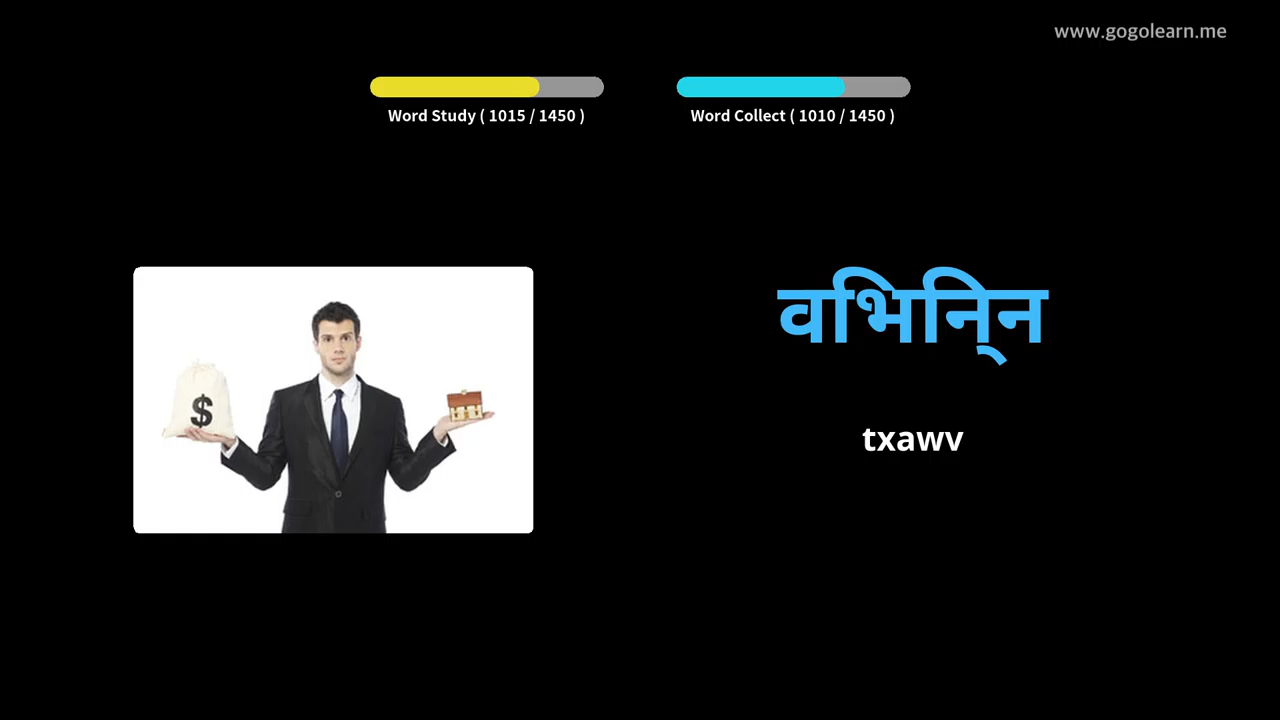 www.gogolearn.me
Word Study ( 1015 / 1450 )
Word Collect ( 1010 / 1450 )
वभिनि्न
$
txawv